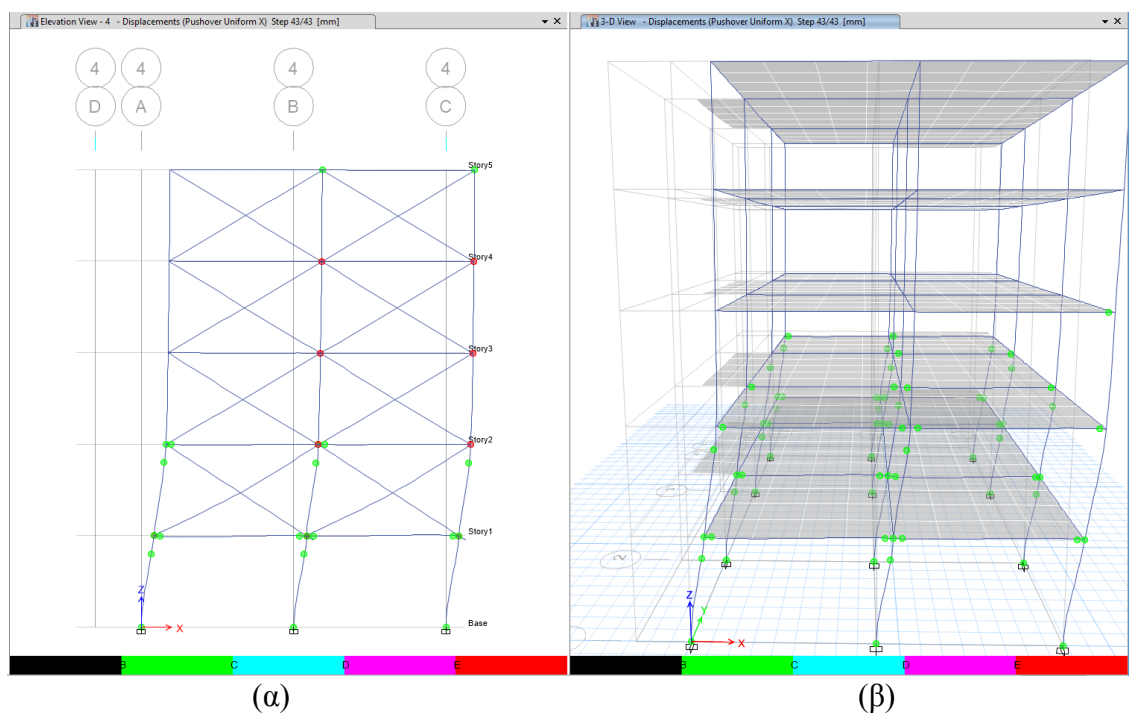 Elevation View - 4 - Displacements (Pushover Uniform X) Step 43/43 [mm]
4 4 4 4
D A B C
Story5
Story4
Story3
Story2
Story1
Base
Z
X
B C D E
(α)
3-D View - Displacements (Pushover Uniform X) Step 43/43 [mm]
2
Z
Y
X
B C D E
(β)